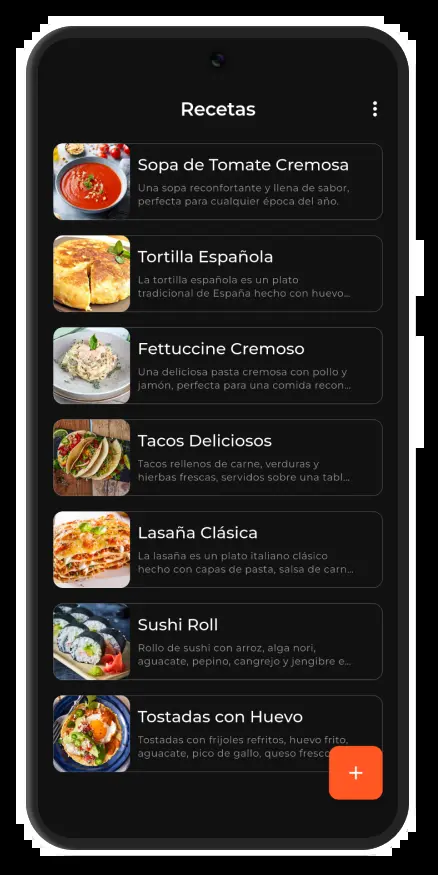 Recetas
Sopa de Tomate Cremosa
Una sopa reconfortante y llena de sabor,
perfecta para cualquier época del año.
Tortilla Española
La tortilla española es un plato
tradicional de España hecho con huevo...
Fettuccine Cremoso
Una deliciosa pasta cremosa con pollo y
jamón, perfecta para una comida recon...
Tacos Deliciosos
Tacos rellenos de carne, verduras y
hierbas frescas, servidos sobre una tabl...
Lasaña Clásica
La lasaña es un plato italiano clásico
hecho con capas de pasta, salsa de carn...
Sushi Roll
Rollo de sushi con arroz, alga nori,
aguacate, pepino, cangrejo y jengibre e...
Tostadas con Huevo
Tostadas con frijoles refritos, huevo frito,
aguacate, pico de gallo, queso fresco
+